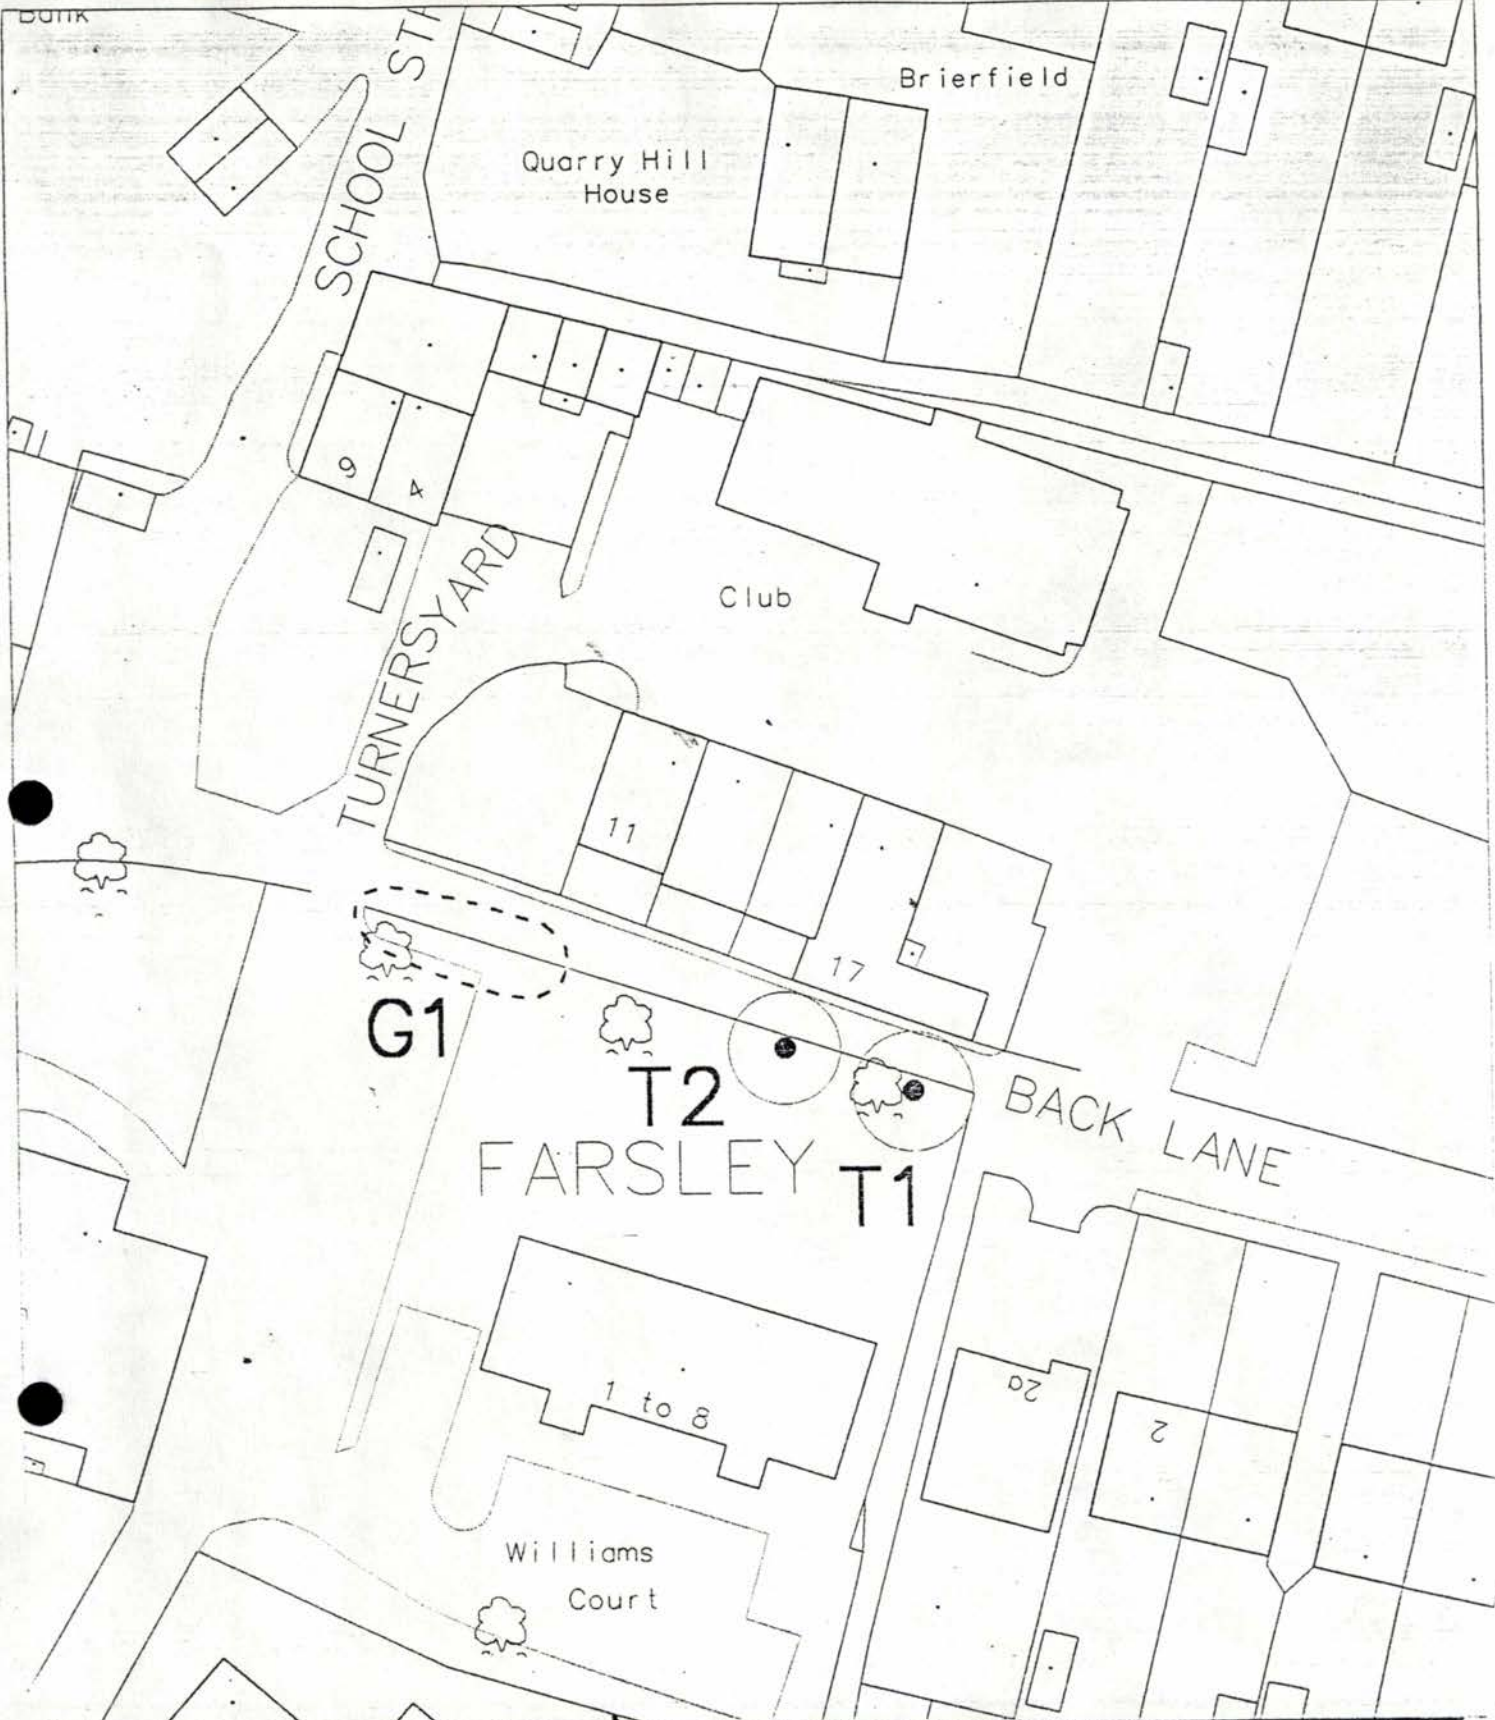 Bank
SCHOOL ST
Brierfield
Quarry Hill
House
9
4
TURNERSYARD
Club
11
17
G1
T2
FARSLEY
T1
BACK LANE
1 to 8
2a
2
Williams
Court